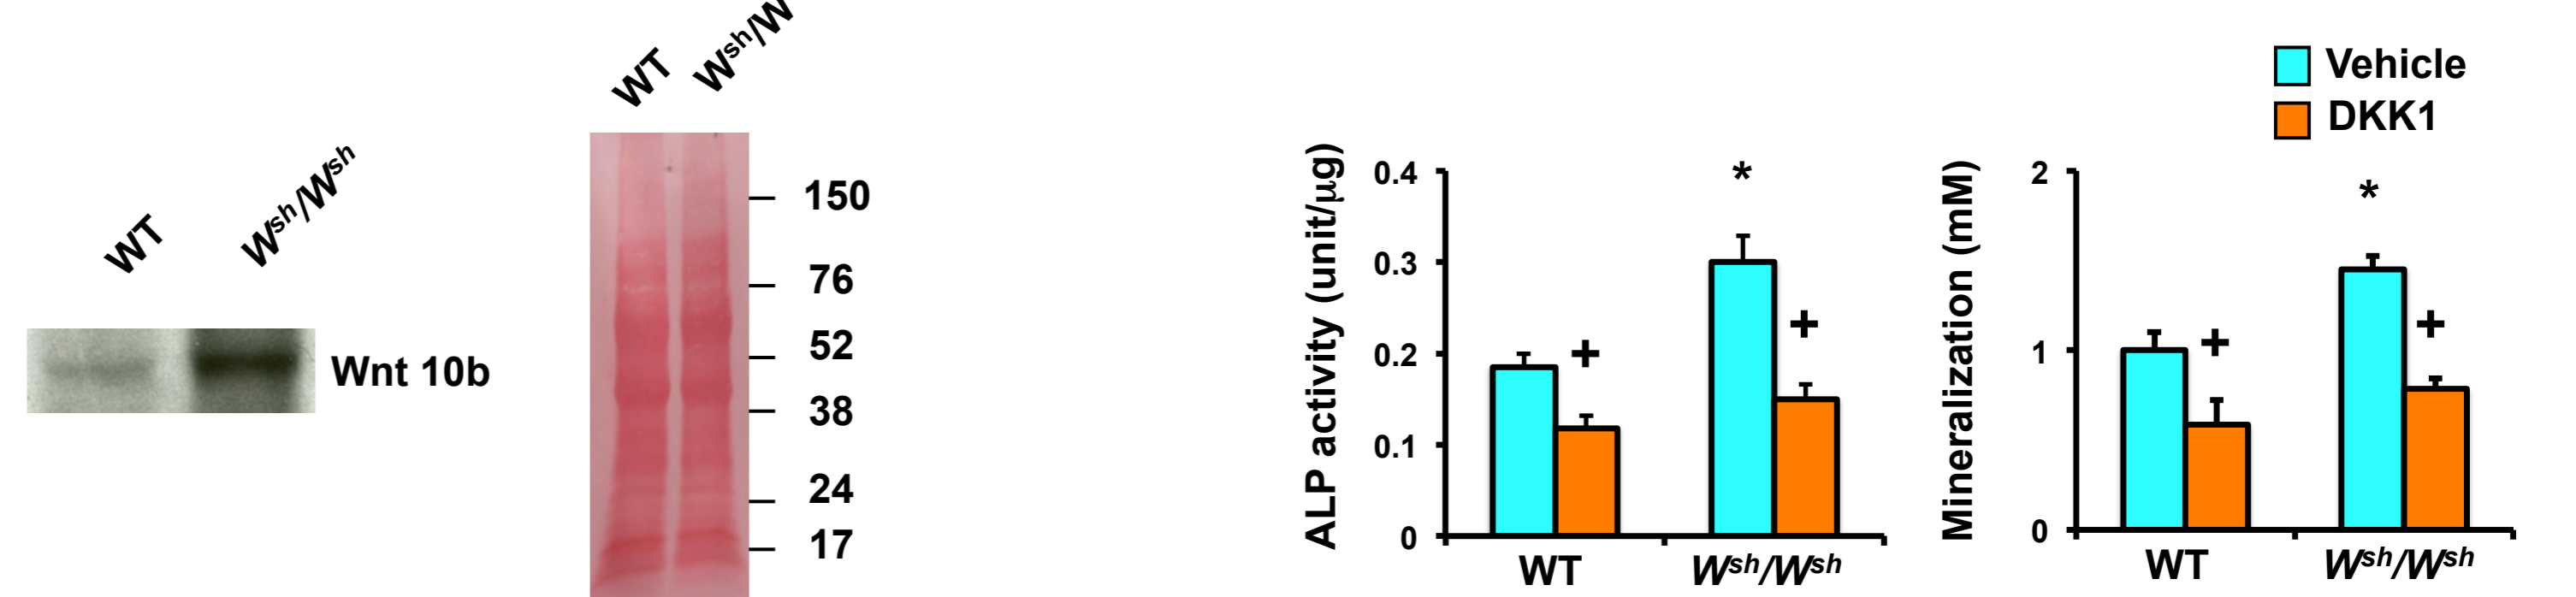 WT
Wsh/Wsh
Wnt 10b
WT
Wsh/W
150
76
52
38
24
17
ALP activity (unit/μg)
0.4
0.3
0.2
0.1
0
*
+
+
WT
Wsh/Wsh
Vehicle
DKK1
Mineralization (mM)
2
1
0
*
+
+
WT
Wsh/Wsh